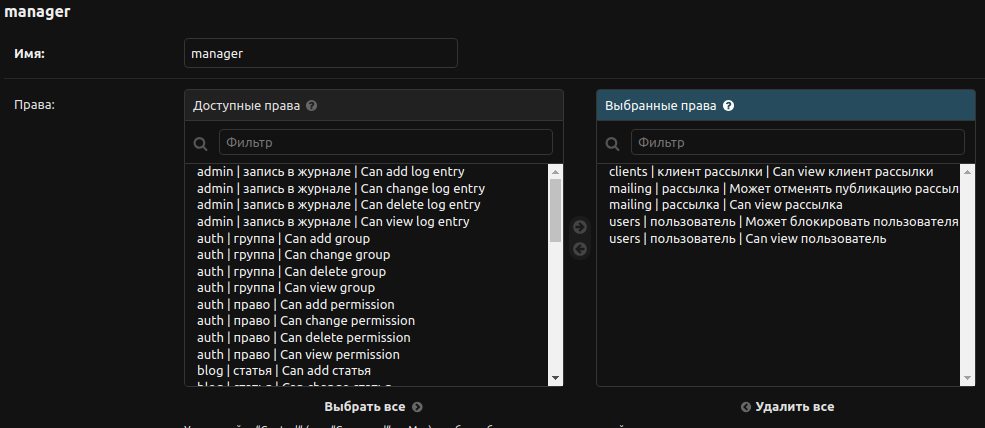 manager
Имя:
manager
Права:
Доступные права
Фильтр
admin | запись в журнале | Can add log entry
admin | запись в журнале | Can change log entry
admin | запись в журнале | Can delete log entry
admin | запись в журнале | Can view log entry
auth | группа | Can add group
auth | группа | Can change group
auth | группа | Can delete group
auth | группа | Can view group
auth | право | Can add permission
auth | право | Can change permission
auth | право | Can delete permission
auth | право | Can view permission
blog | статья | Can add статья
blog | статья | Can change статья
Выбрать все
Выбранные права
Фильтр
clients | клиент рассылки | Can view клиент рассылки
mailing | рассылка | Может отменять публикацию рассыл
mailing | рассылка | Can view рассылка
users | пользователь | Может блокировать пользователя
users | пользователь | Can view пользователь
Удалить все